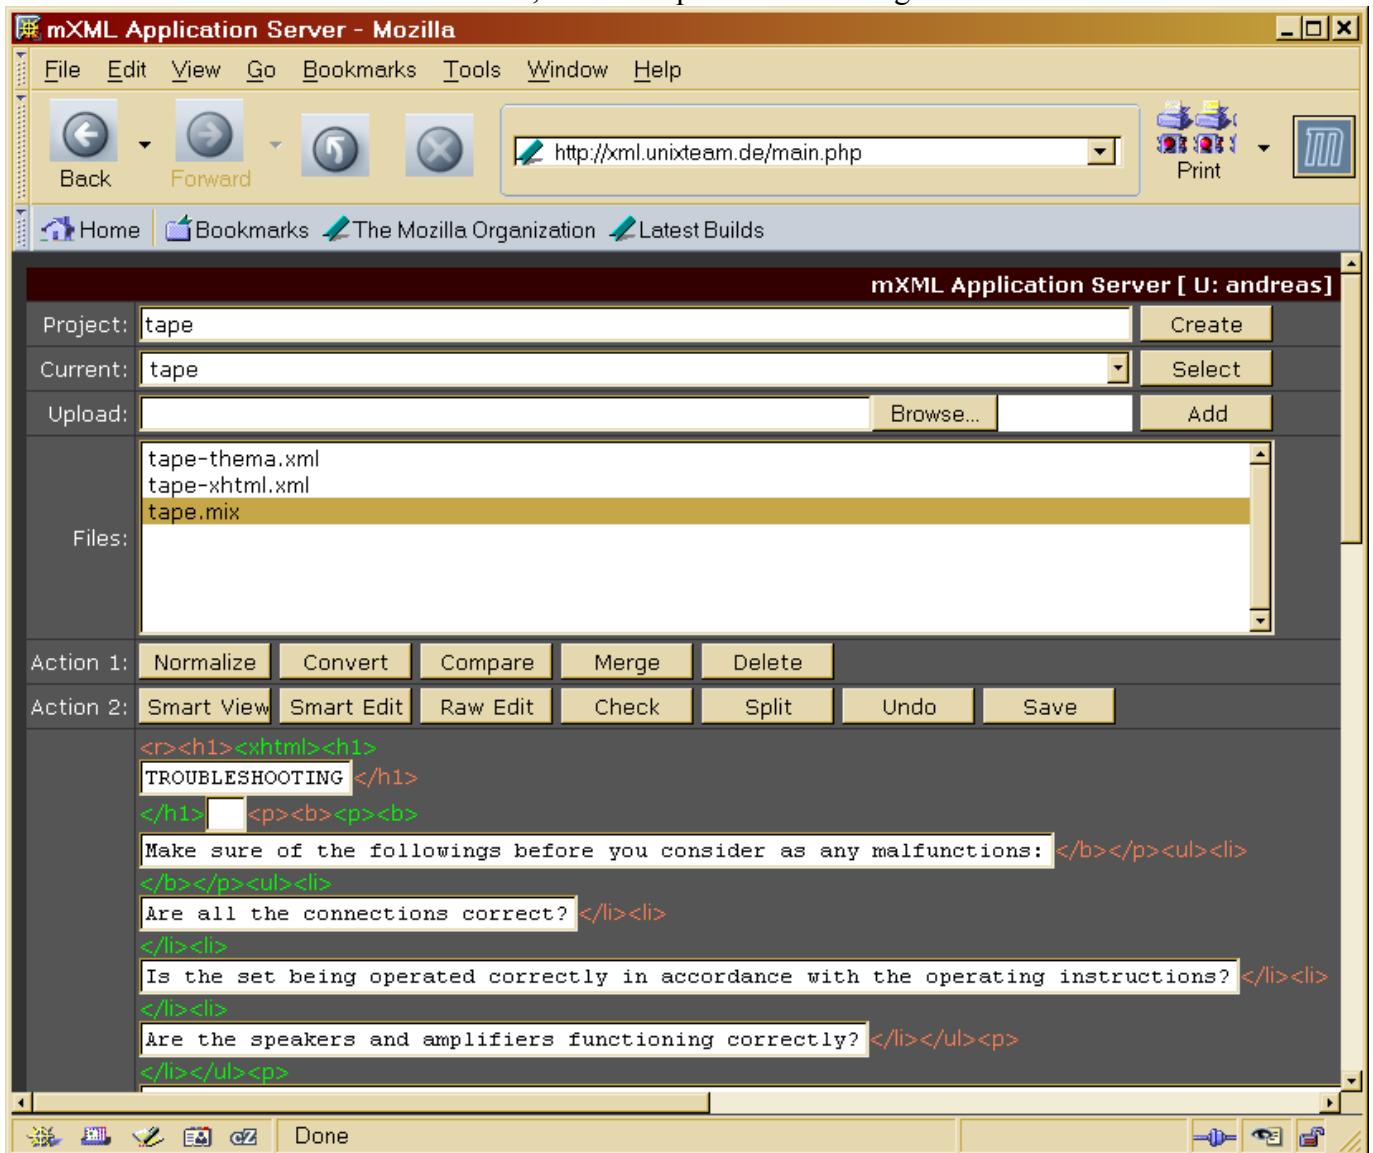 mXML Application Server - Mozilla
File Edit View Go Bookmarks Tools Window Help
Back Forward http://xml.unixteam.de/main.php Print
Home Bookmarks The Mozilla Organization Latest Builds
mXML Application Server [ U: andreas]
Project: tape Create
Current: tape Select
Upload: Browse... Add
Files:
tape-thema.xml
tape-xhtml.xml
tape.mix
Action 1: Normalize Convert Compare Merge Delete
Action 2: Smart View Smart Edit Raw Edit Check Split Undo Save
<r><h1><xhtml><h1>
TROUBLESHOOTING </h1>
</h1> <p><b><p><b>
Make sure of the followings before you consider as any malfunctions: </b></p><ul><li>
</b></p><ul><li>
Are all the connections correct? </li><li>
</li><li>
Is the set being operated correctly in accordance with the operating instructions? </li><li>
</li><li>
Are the speakers and amplifiers functioning correctly? </li></ul><p>
</li></ul><p>
Done